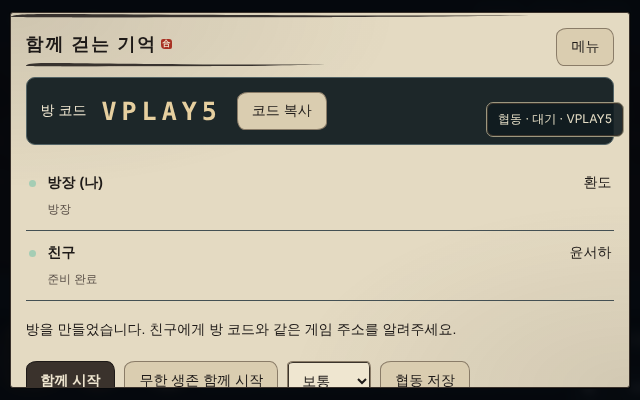 함께 걷는 기억 合
메뉴
방 코드 VPLAY5 코드 복사
협동 · 대기 · VPLAY5
방장 (나) 환도
방장
친구 윤서하
준비 완료
방을 만들었습니다. 친구에게 방 코드와 같은 게임 주소를 알려주세요.
함께 시작 무한 생존 함께 시작 보통 협동 저장